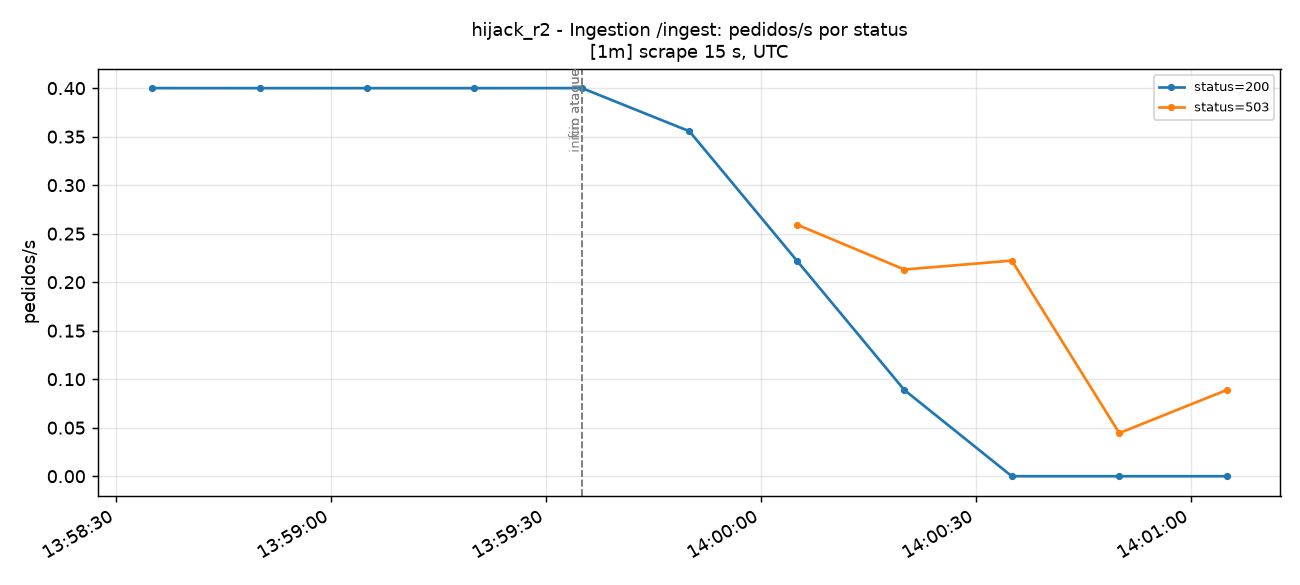 hijack_r2 - Ingestion /ingest: pedidos/s por status
[1m] scrape 15 s, UTC
status=200
status=503
pedidos/s
0.40
0.35
0.30
0.25
0.20
0.15
0.10
0.05
0.00
ataque
13:58:30
13:59:00
13:59:30
14:00:00
14:00:30
14:01:00